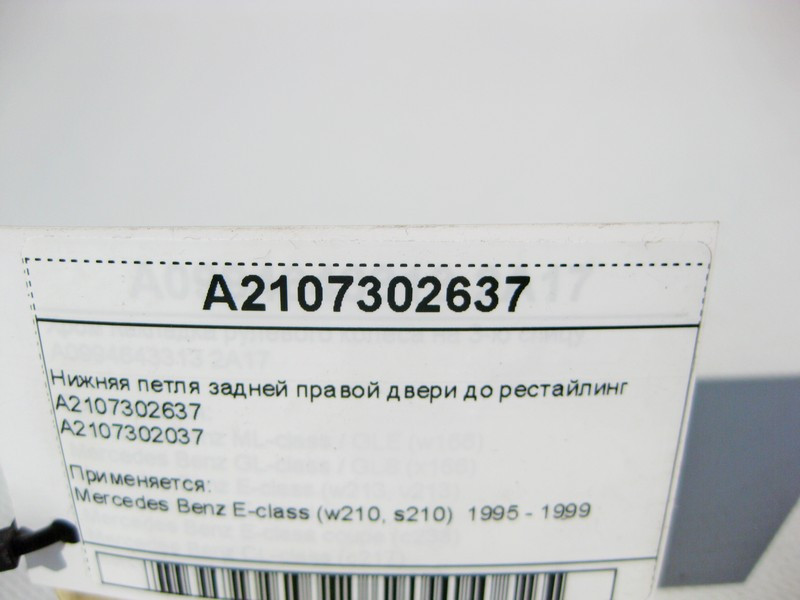 A2107302637
Нижняя петля задней правой двери до рестайлинг
A2107302637
A2107302037
Применяется:
Mercedes Benz E-class (w210, s210) 1995 - 1999